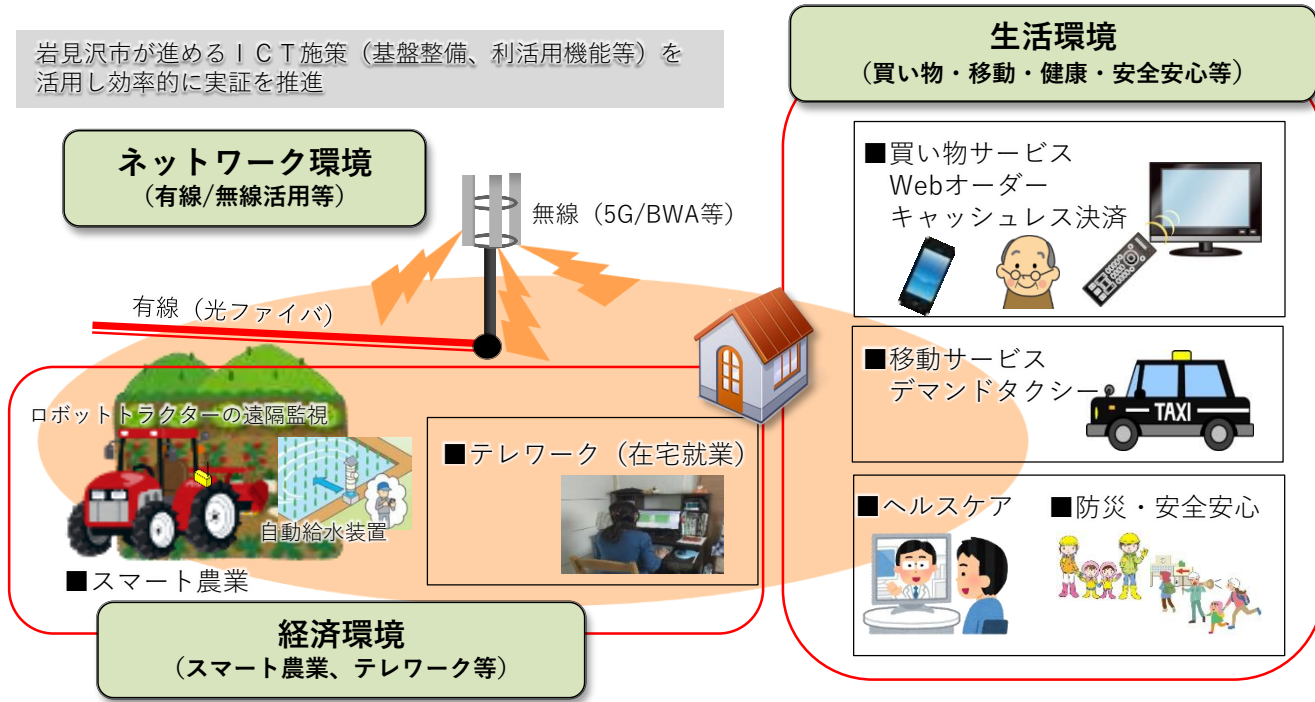 岩見沢市が進めるＩＣＴ施策（基盤整備、利活用機能等）を
活用し効率的に実証を推進
ネットワーク環境
（有線/無線活用等）
無線（5G/BWA等）
有線（光ファイバ）
ロボットトラクターの遠隔監視
自動給水装置
■スマート農業
■テレワーク（在宅就業）
経済環境
（スマート農業、テレワーク等）
生活環境
（買い物・移動・健康・安全安心等）
■買い物サービス
Webオーダー
キャッシュレス決済
■移動サービス
デマンドタクシー
TAXI
■ヘルスケア
■防災・安全安心